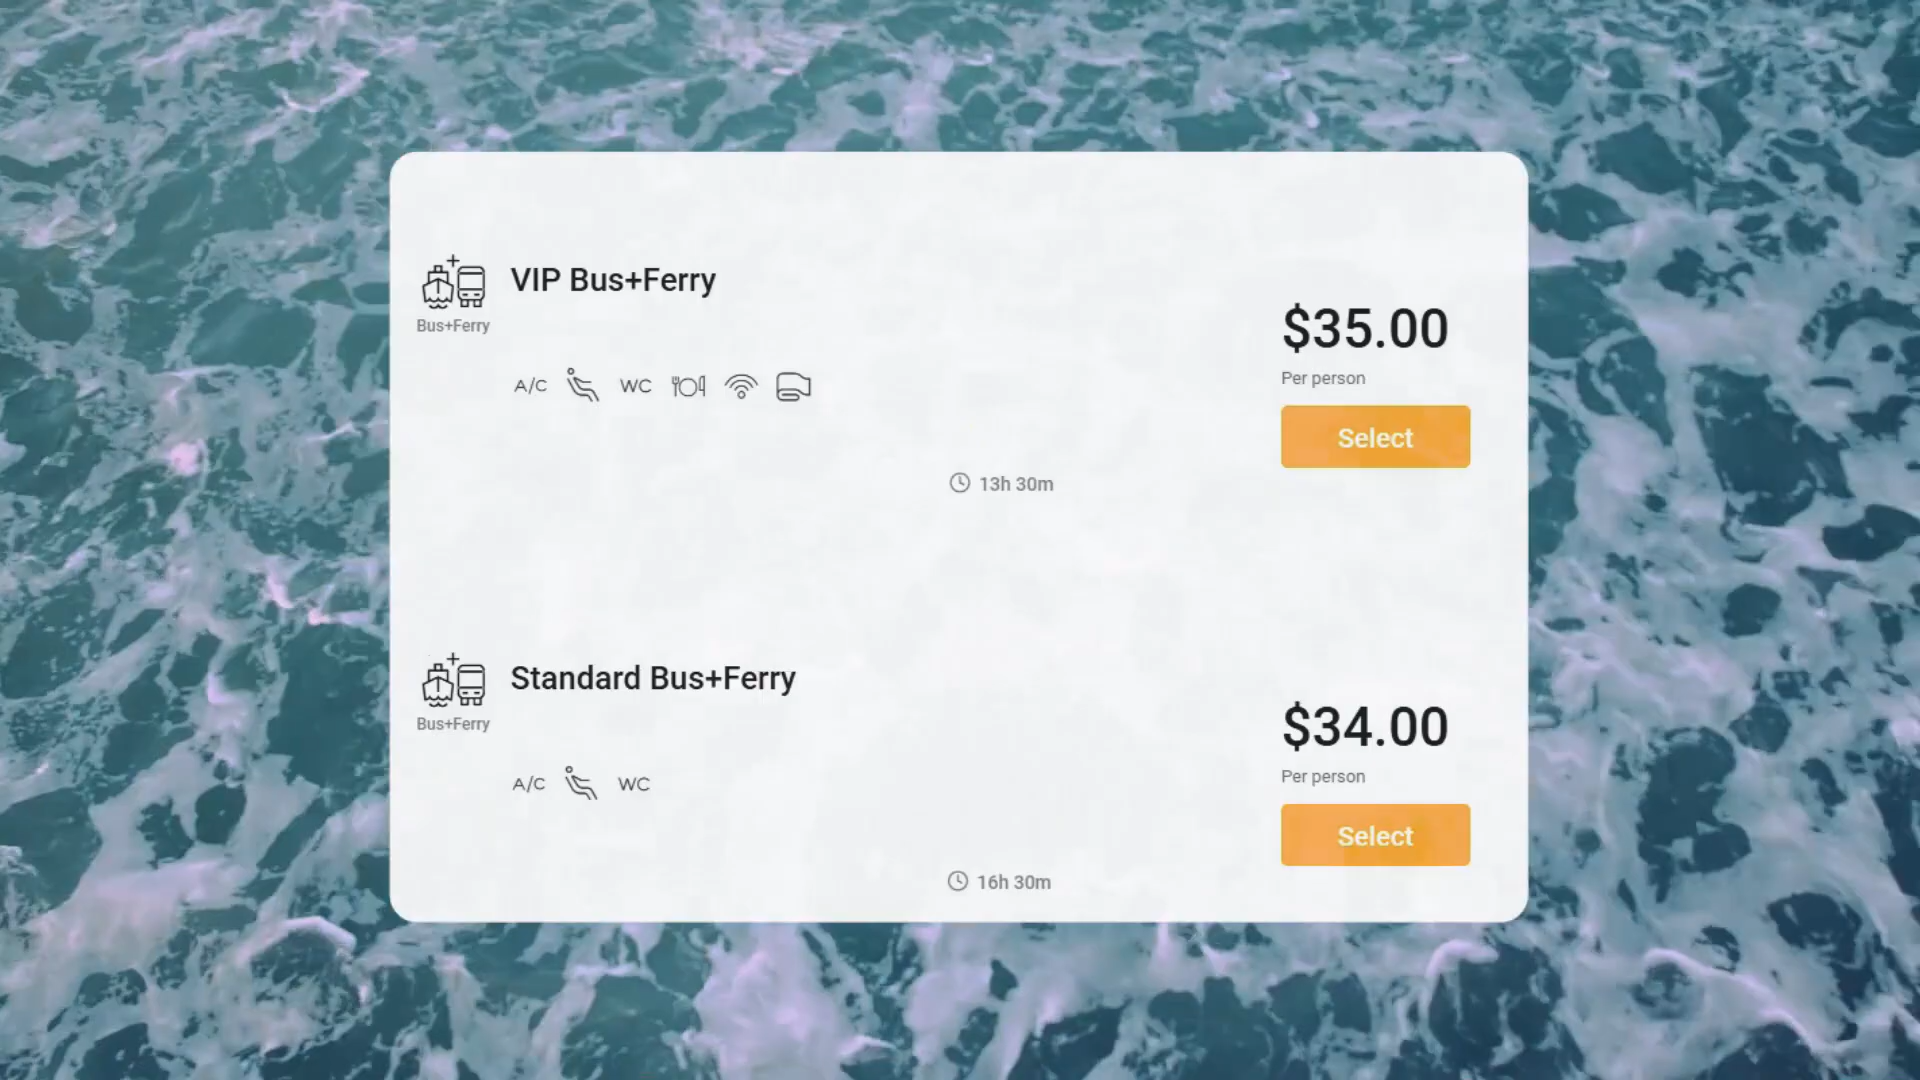 VIP Bus+Ferry
Bus+Ferry
$35.00
Per person
A/C WC
Select
13h 30m
Standard Bus+Ferry
Bus+Ferry
$34.00
Per person
A/C WC
Select
16h 30m